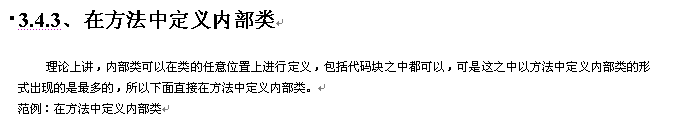 3.4.3、在方法中定义内部类
理论上讲，内部类可以在类的任意位置上进行定义，包括代码块之中都可以，可是这之中以方法中定义内部类的形
式出现的是最多的，所以下面直接在方法中定义内部类。
范例：在方法中定义内部类